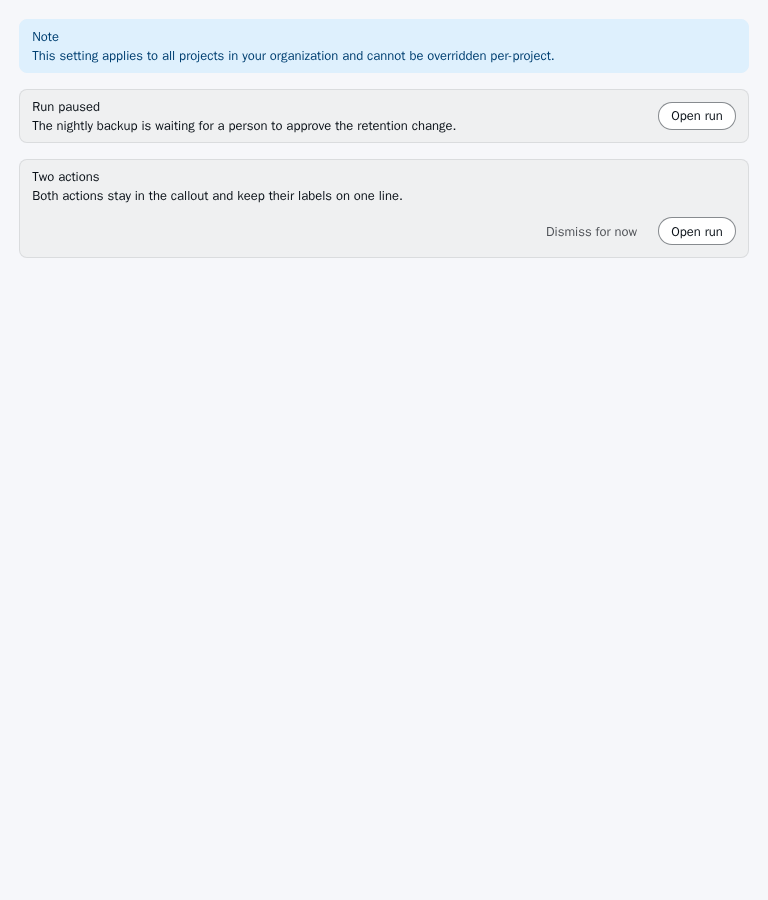 Note
This setting applies to all projects in your organization and cannot be overridden per-project.
Run paused
The nightly backup is waiting for a person to approve the retention change.
Open run
Two actions
Both actions stay in the callout and keep their labels on one line.
Dismiss for now
Open run